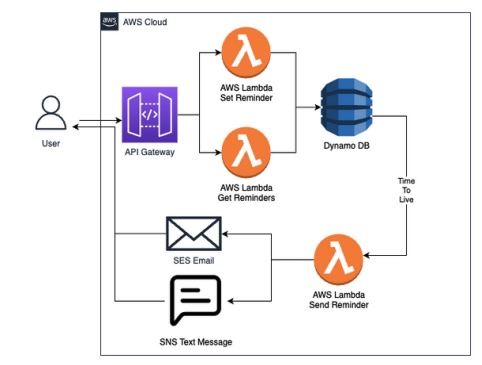 aws
AWS Cloud
AWS Lambda
Set Reminder
User
</>
API Gateway
Dynamo DB
AWS Lambda
Get Reminders
Time
To
Live
SES Email
AWS Lambda
Send Reminder
SNS Text Message